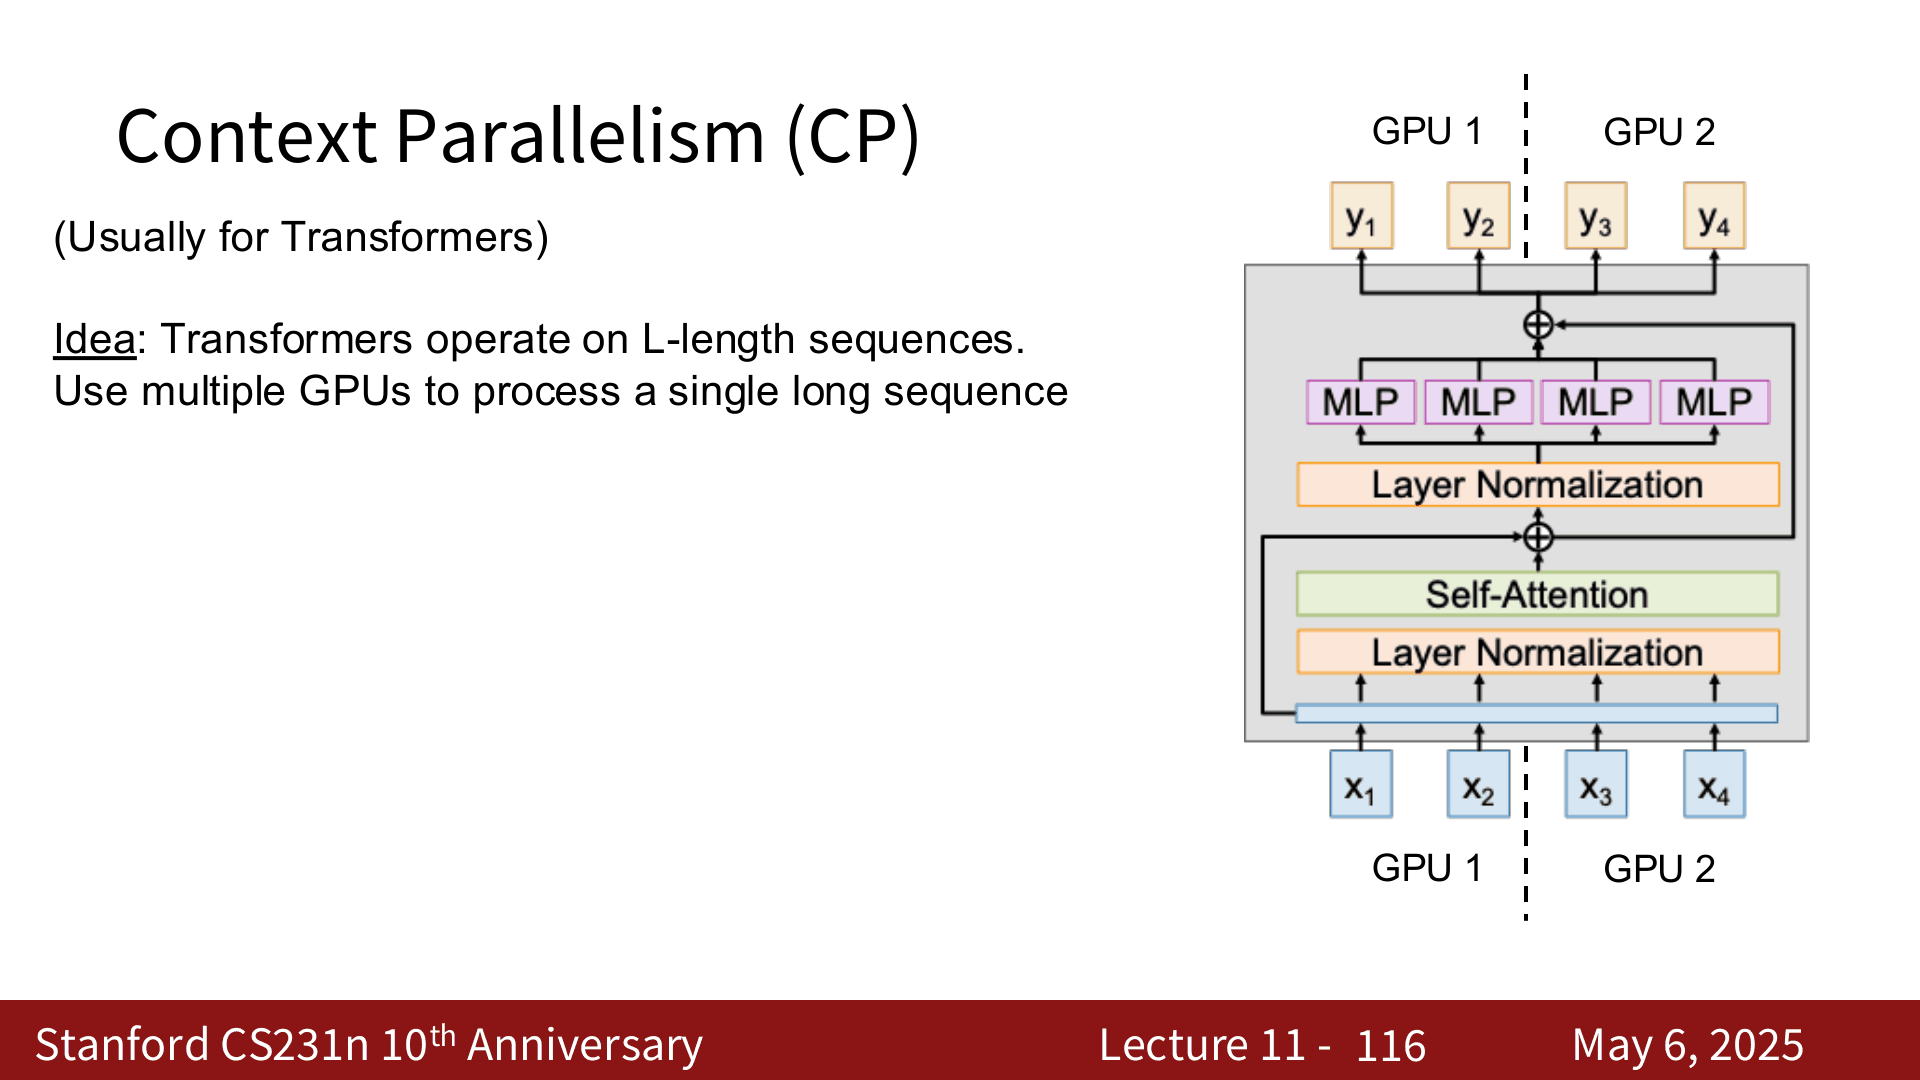 Context Parallelism (CP)
(Usually for Transformers)
Idea: Transformers operate on L-length sequences.
Use multiple GPUs to process a single long sequence
GPU 1 GPU 2
y1 y2 y3 y4
MLP MLP MLP MLP
Layer Normalization
Self-Attention
Layer Normalization
x1 x2 x3 x4
GPU 1 GPU 2
Stanford CS231n 10th Anniversary Lecture 11 - 116 May 6, 2025